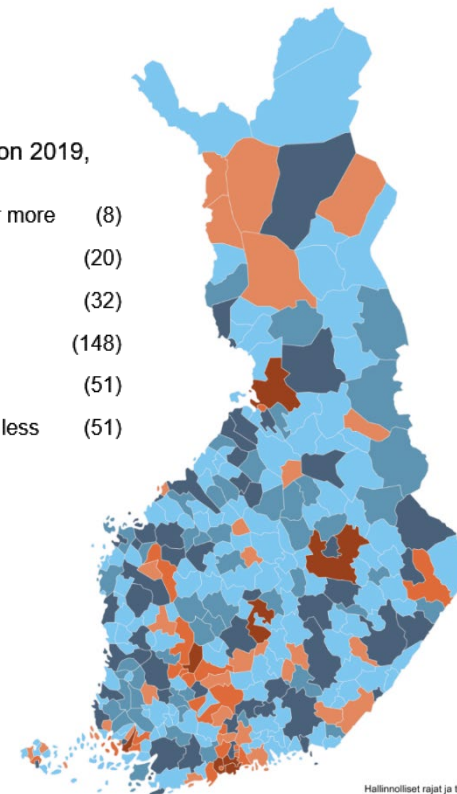 on 2019,
r more (8)
(20)
(32)
(148)
(51)
less (51)
Hallinnolliset rajat ja t